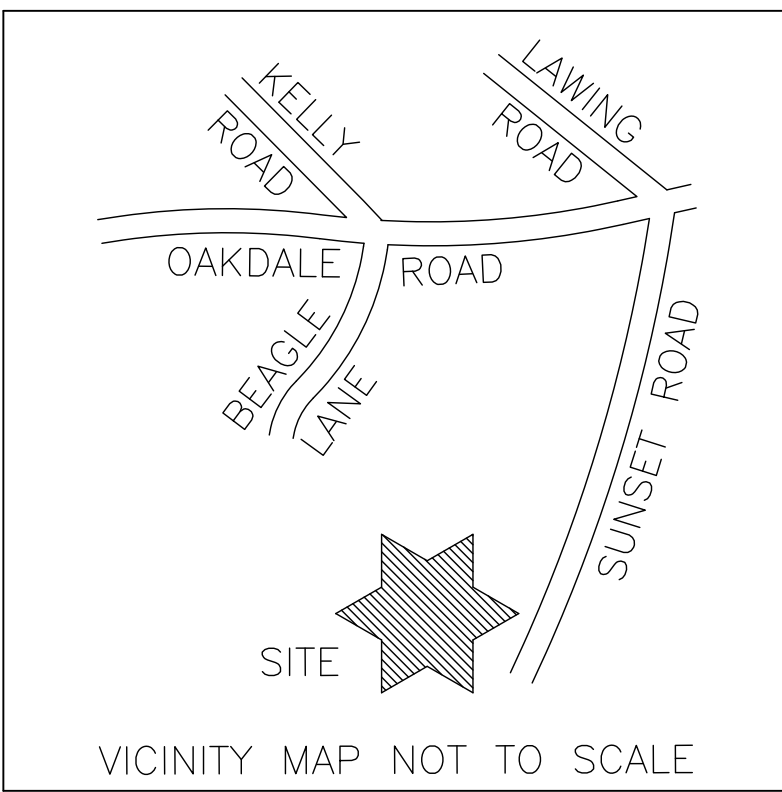 KELLY
ROAD
LAWING
ROAD
OAKDALE ROAD
BEAGLE
LANE
SUNSET ROAD
SITE
VICINITY MAP NOT TO SCALE